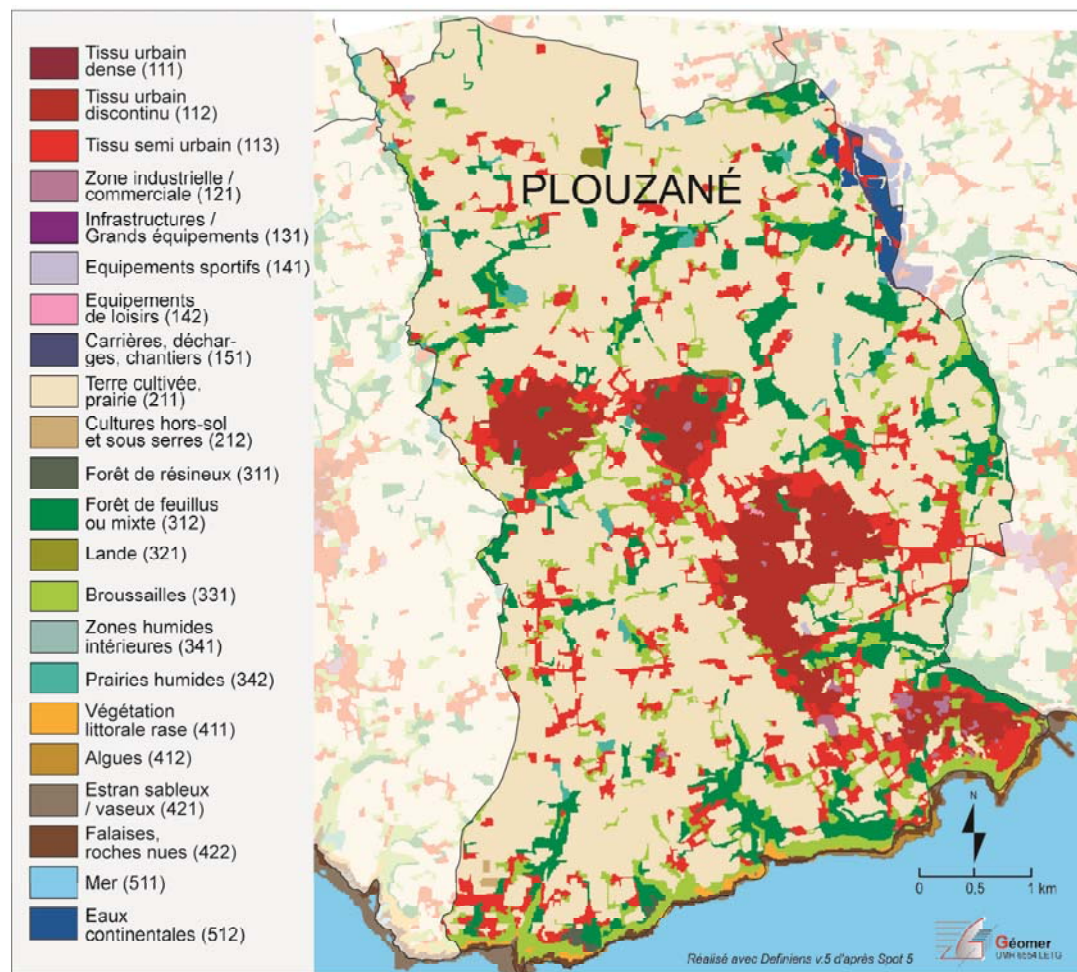 Tissu urbain
dense (111)
Tissu urbain
discontinu (112)
Tissu semi urbain (113)
Zone industrielle /
commerciale (121)
Infrastructures /
Grands équipements (131)
Equipements sportifs (141)
Equipements
de loisirs (142)
Carrières, déchar-
ges, chantiers (151)
Terre cultivée,
prairie (211)
Cultures hors-sol
et sous serres (212)
Forêt de résineux (311)
Forêt de feuillus
ou mixte (312)
Lande (321)
Broussailles (331)
Zones humides
intérieures (341)
Prairies humides (342)
Végétation
littorale rase (411)
Algues (412)
Estran sableux
/ vaseux (421)
Falaises,
roches nues (422)
Mer (511)
Eaux
continentales (512)
PLOUZANÉ
N
0 0,5 1 km
Réalisé avec Definiens v.5 d'après Spot 5
Géomer
UMR 6554 LETG